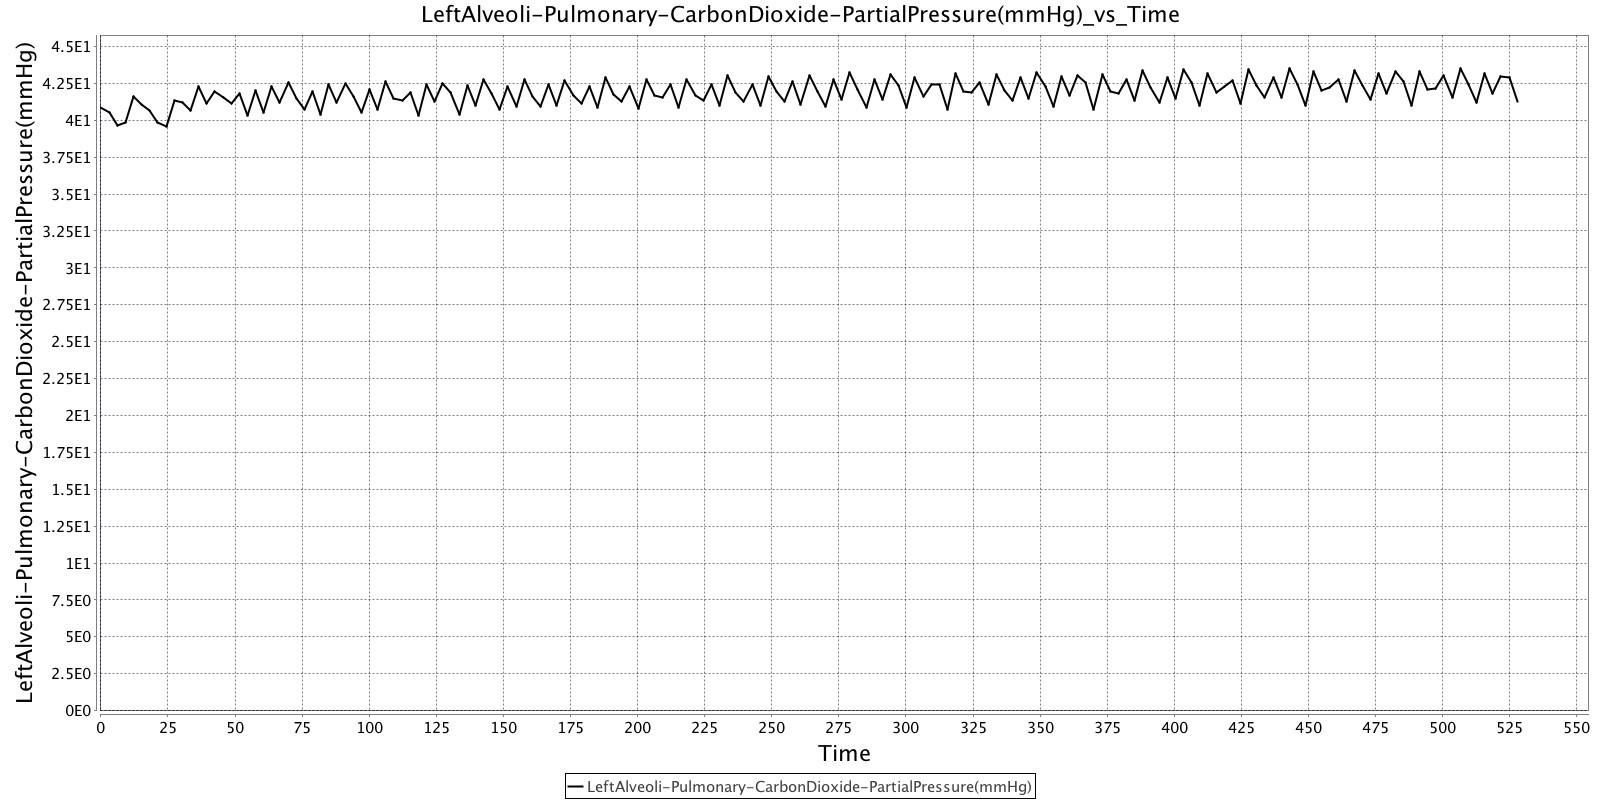 LeftAlveoli-Pulmonary-CarbonDioxide-PartialPressure(mmHg)_vs_Time
LeftAlveoli-Pulmonary-CarbonDioxide-PartialPressure(mmHg)
4.5E1
4.25E1
4E1
3.75E1
3.5E1
3.25E1
3E1
2.75E1
2.5E1
2.25E1
2E1
1.75E1
1.5E1
1.25E1
1E1
7.5E0
5E0
2.5E0
0E0
0 25 50 75 100 125 150 175 200 225 250 275 300 325 350 375 400 425 450 475 500 525 550
Time
LeftAlveoli-Pulmonary-CarbonDioxide-PartialPressure(mmHg)